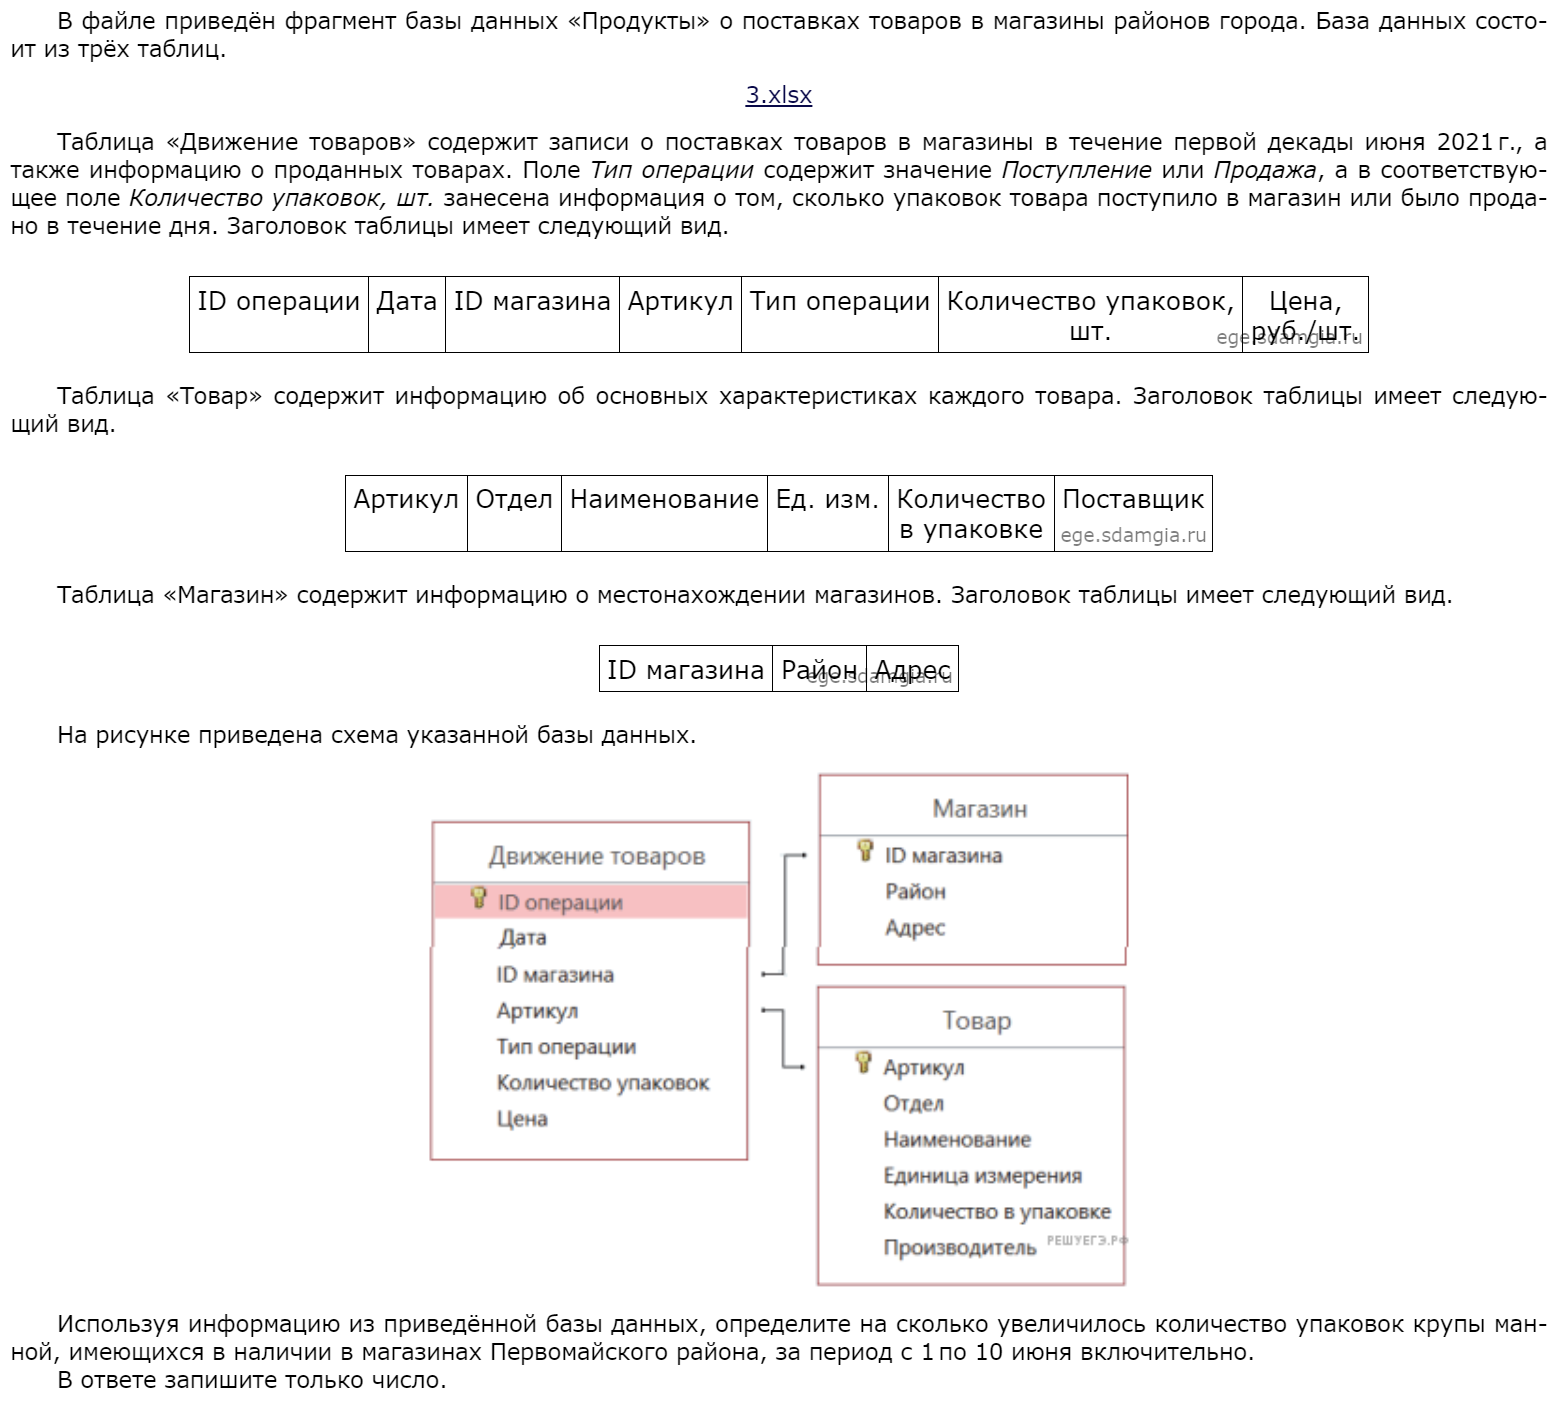 В файле приведён фрагмент базы данных «Продукты» о поставках товаров в магазины районов города. База данных состо-
ит из трёх таблиц.
3.xlsx
Таблица «Движение товаров» содержит записи о поставках товаров в магазины в течение первой декады июня 2021 г., а
также информацию о проданных товарах. Поле Тип операции содержит значение Поступление или Продажа, а в соответствую-
щее поле Количество упаковок, шт. занесена информация о том, сколько упаковок товара поступило в магазин или было прода-
но в течение дня. Заголовок таблицы имеет следующий вид.
ID операции Дата ID магазина Артикул Тип операции Количество упаковок, Цена,
шт. руб./шт.
ege.sdamgia.ru
Таблица «Товар» содержит информацию об основных характеристиках каждого товара. Заголовок таблицы имеет следую-
щий вид.
Артикул Отдел Наименование Ед. изм. Количество Поставщик
в упаковке
ege.sdamgia.ru
Таблица «Магазин» содержит информацию о местонахождении магазинов. Заголовок таблицы имеет следующий вид.
ID магазина Район Адрес
ege.sdamgia.ru
На рисунке приведена схема указанной базы данных.
Движение товаров
ID операции
Дата
ID магазина
Артикул
Тип операции
Количество упаковок
Цена
Магазин
ID магазина
Район
Адрес
Товар
Артикул
Отдел
Наименование
Единица измерения
Количество в упаковке
Производитель
РЕШУЕГЭ.РФ
Используя информацию из приведённой базы данных, определите на сколько увеличилось количество упаковок крупы ман-
ной, имеющихся в наличии в магазинах Первомайского района, за период с 1 по 10 июня включительно.
В ответе запишите только число.